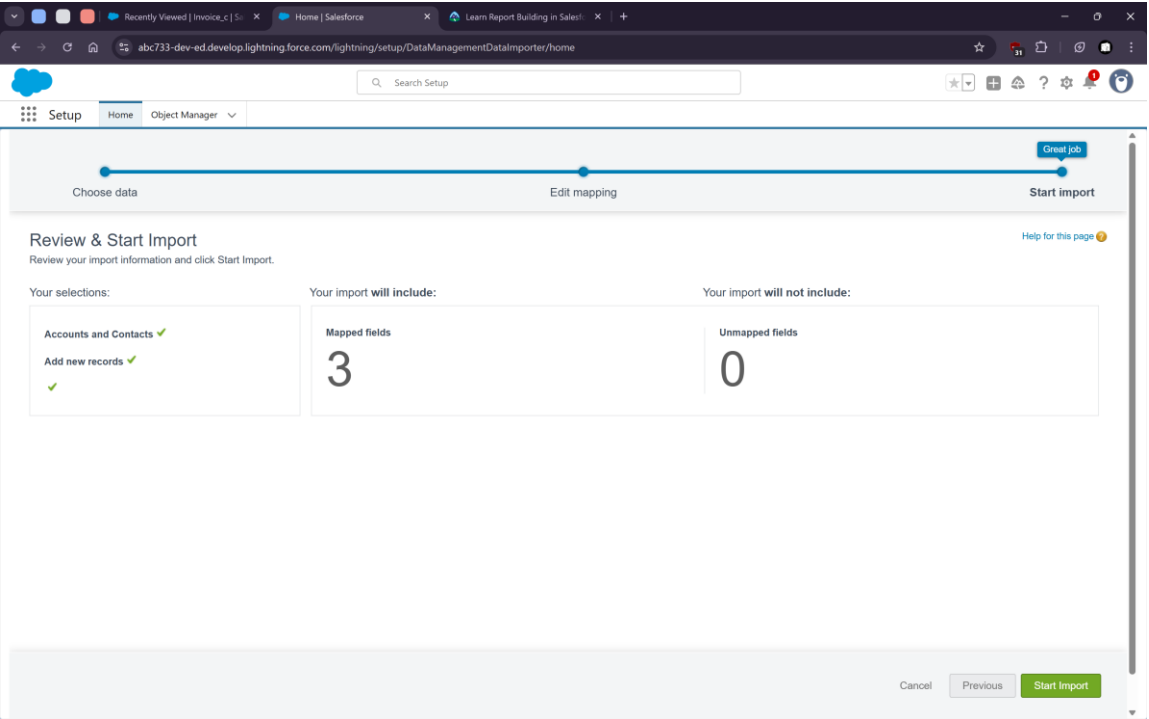 Recently Viewed | Invoice_c | Sa
Home | Salesforce
Learn Report Building in Salesfo
abc733-dev-ed.develop.lightning.force.com/lightning/setup/DataManagementDataImporter/home
31
Search Setup
1
Setup Home Object Manager
Great job
Choose data Edit mapping Start import
Review & Start Import
Help for this page
Review your import information and click Start Import.
Your selections: Your import will include: Your import will not include:
Accounts and Contacts Mapped fields Unmapped fields
Add new records 3 0
Cancel Previous Start Import